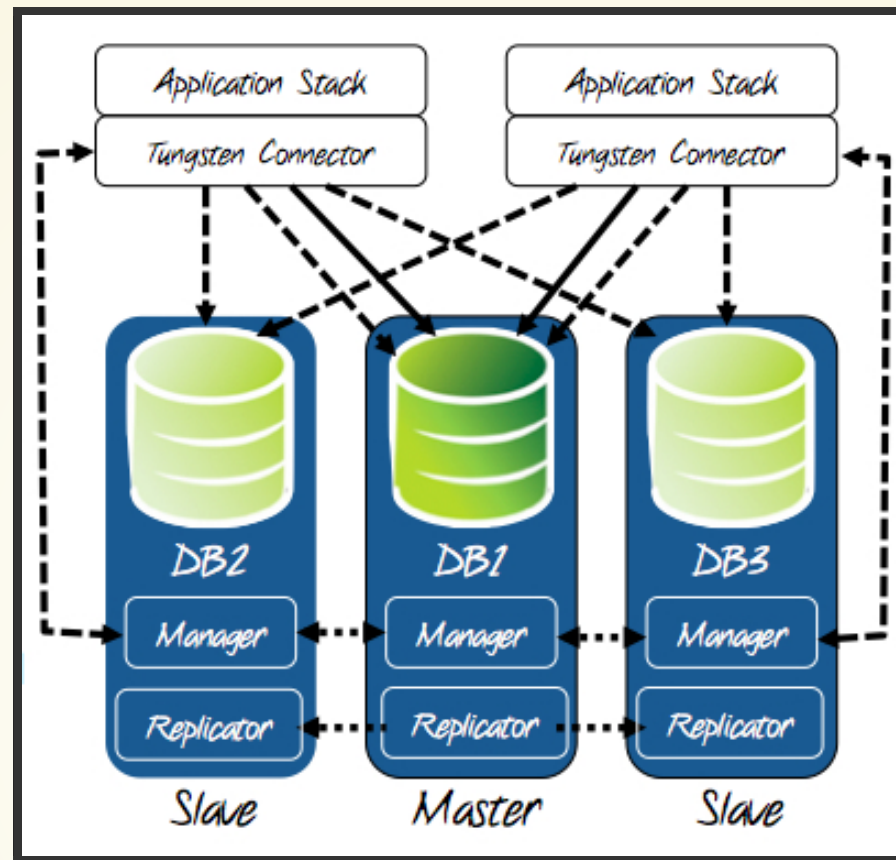 Application Stack
Tungsten Connector
Application Stack
Tungsten Connector
DB2
Manager
Replicator
Slave
DB1
Manager
Replicator
Master
DB3
Manager
Replicator
Slave